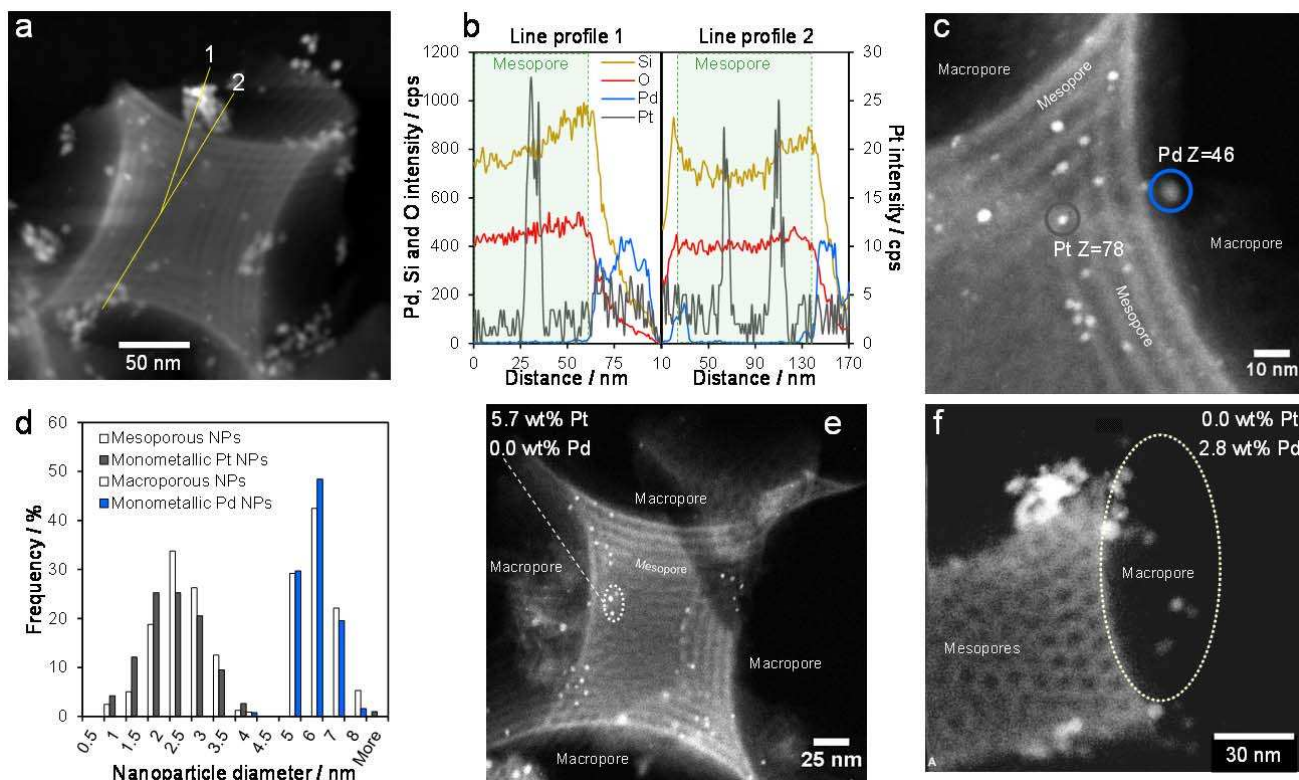 a
1
2
50 nm
b
Line profile 1
Line profile 2
1200
1000
800
600
400
200
0
Pd, Si and O intensity / cps
Mesopore
Mesopore
Si
O
Pd
Pt
30
25
20
15
10
5
0
Pt intensity / cps
0 25 50 75 10 50 90 130 170
Distance / nm
Distance / nm
c
Macropore
Mesopore
Pd Z=46
Pt Z=78
Macropore
Mesopore
10 nm
d
60
50
40
30
20
10
0
Frequency / %
Mesoporous NPs
Monometallic Pt NPs
Macroporous NPs
Monometallic Pd NPs
0.5 1 1.5 2 2.5 3 3.5 4 4.5 5 6 7 8 More
Nanoparticle diameter / nm
5.7 wt% Pt
0.0 wt% Pd
e
Macropore
Macropore
Mesopore
Macropore
Macropore
25 nm
f
0.0 wt% Pt
2.8 wt% Pd
Macropore
Mesopores
30 nm
A